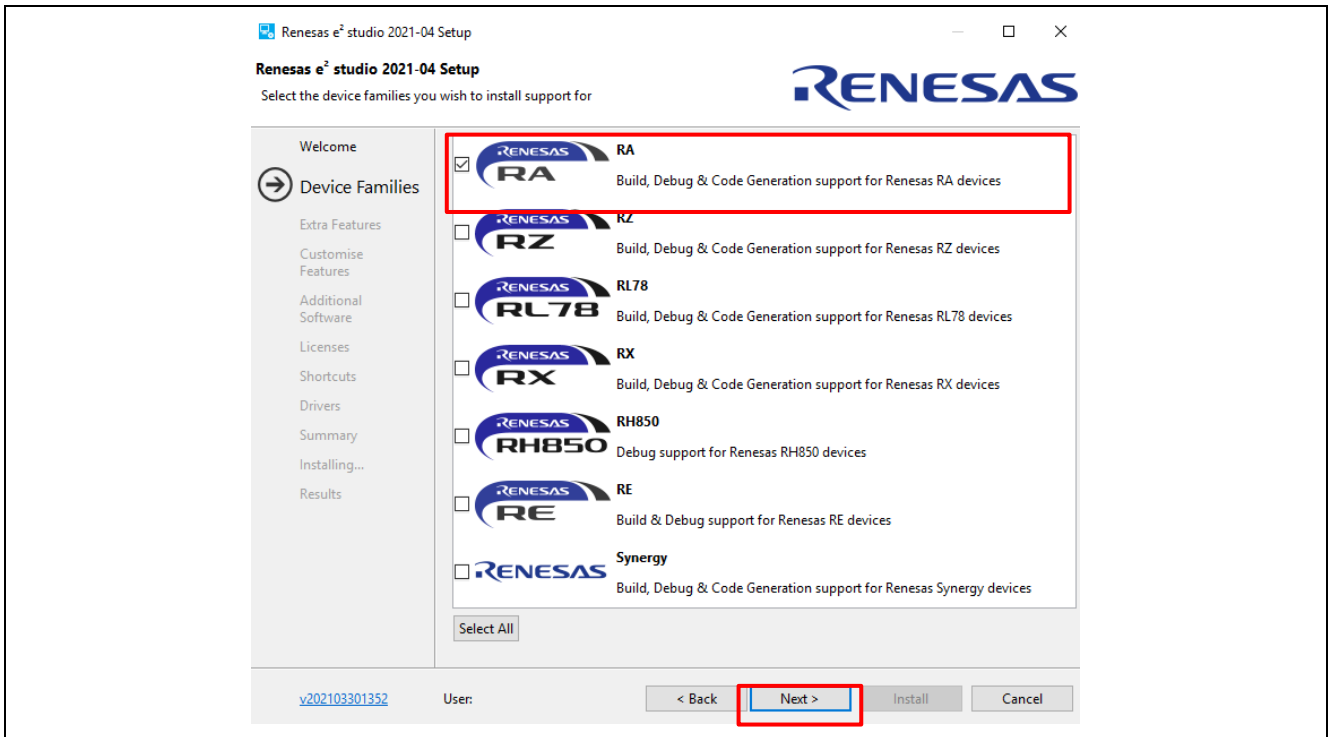 Renesas e² studio 2021-04 Setup
Renesas e² studio 2021-04 Setup
Select the device families you wish to install support for
RENESAS
Welcome
Device Families
Extra Features
Customise
Features
Additional
Software
Licenses
Shortcuts
Drivers
Summary
Installing...
Results
RENESAS
RA
RA
Build, Debug & Code Generation support for Renesas RA devices
RENESAS
RZ
RZ
Build, Debug & Code Generation support for Renesas RZ devices
RENESAS
RL78
RL78
Build, Debug & Code Generation support for Renesas RL78 devices
RENESAS
RX
RX
Build, Debug & Code Generation support for Renesas RX devices
RENESAS
RH850
RH850
Debug support for Renesas RH850 devices
RENESAS
RE
RE
Build & Debug support for Renesas RE devices
RENESAS
Synergy
Build, Debug & Code Generation support for Renesas Synergy devices
Select All
v202103301352
User:
< Back
Next >
Install
Cancel